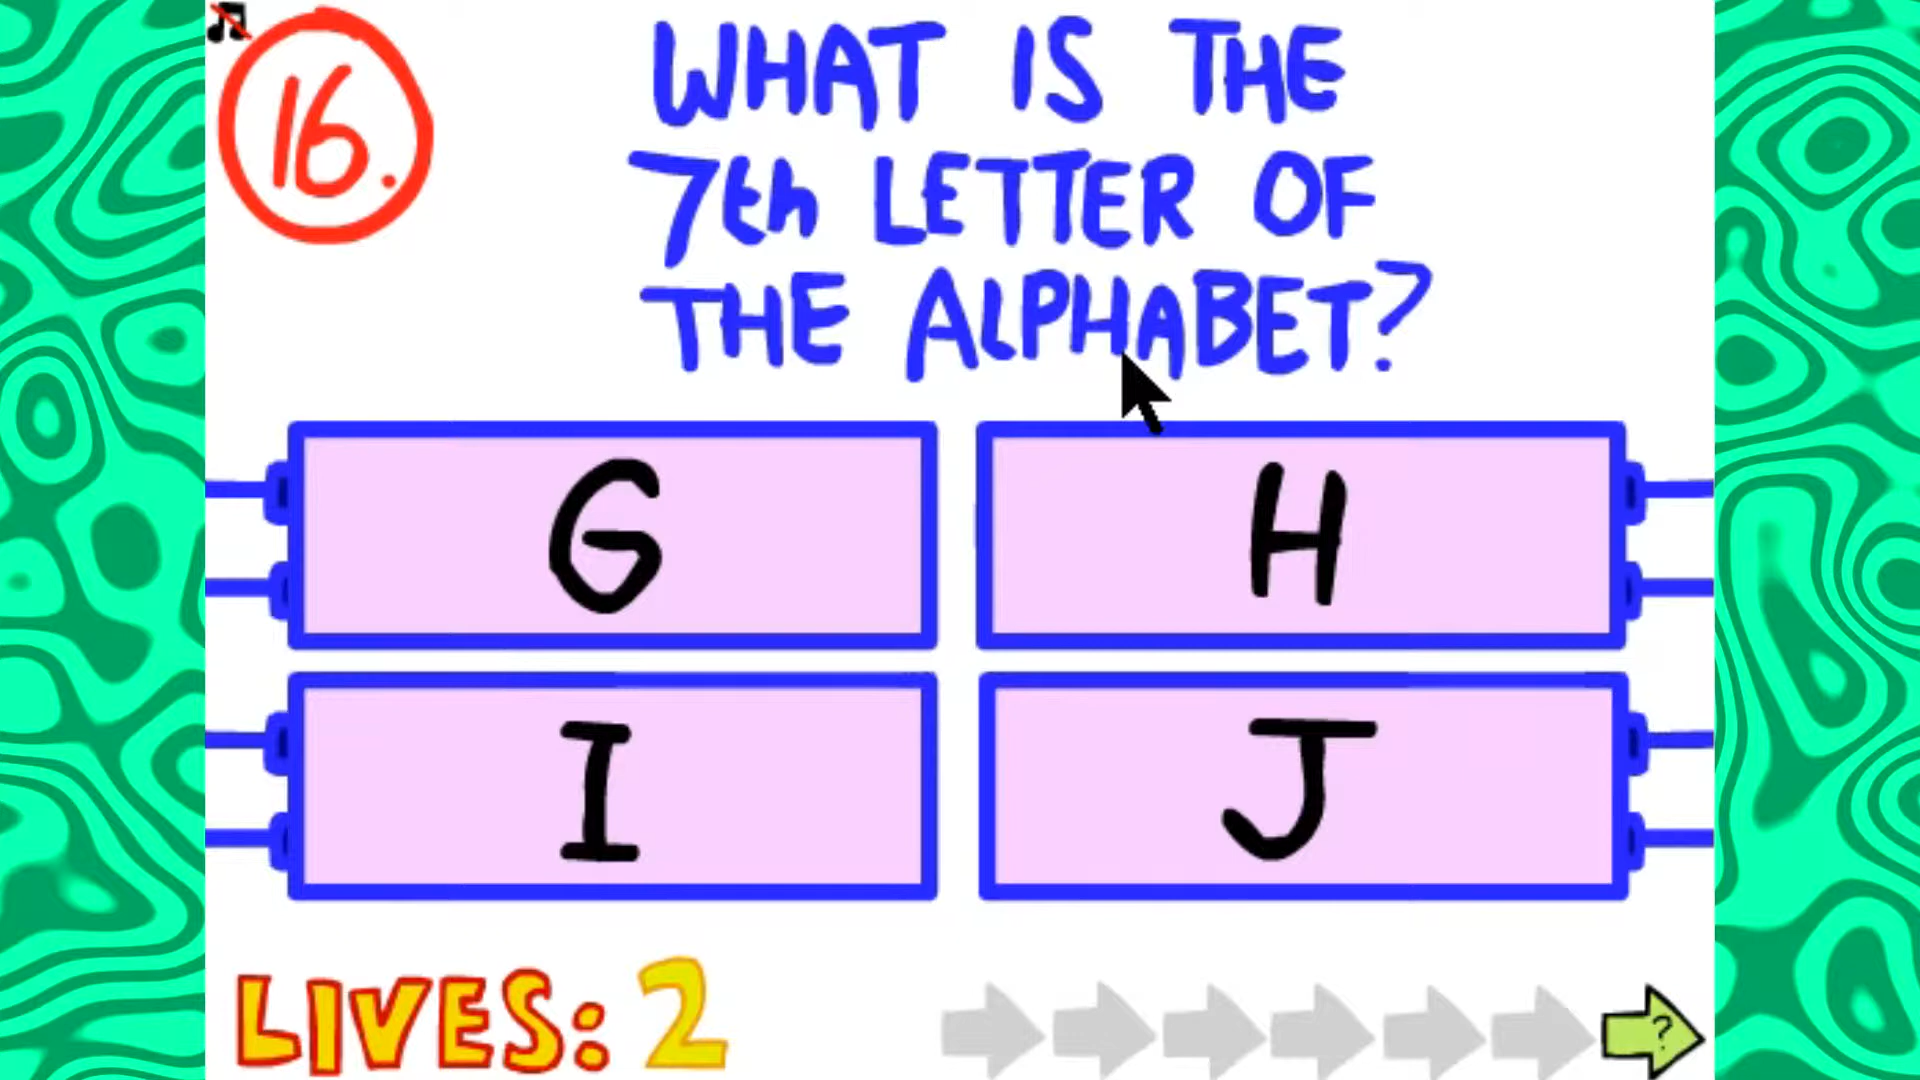 16.
WHAT IS THE
7th LETTER OF
THE ALPHABET?
G
H
I
J
LIVES: 2
?